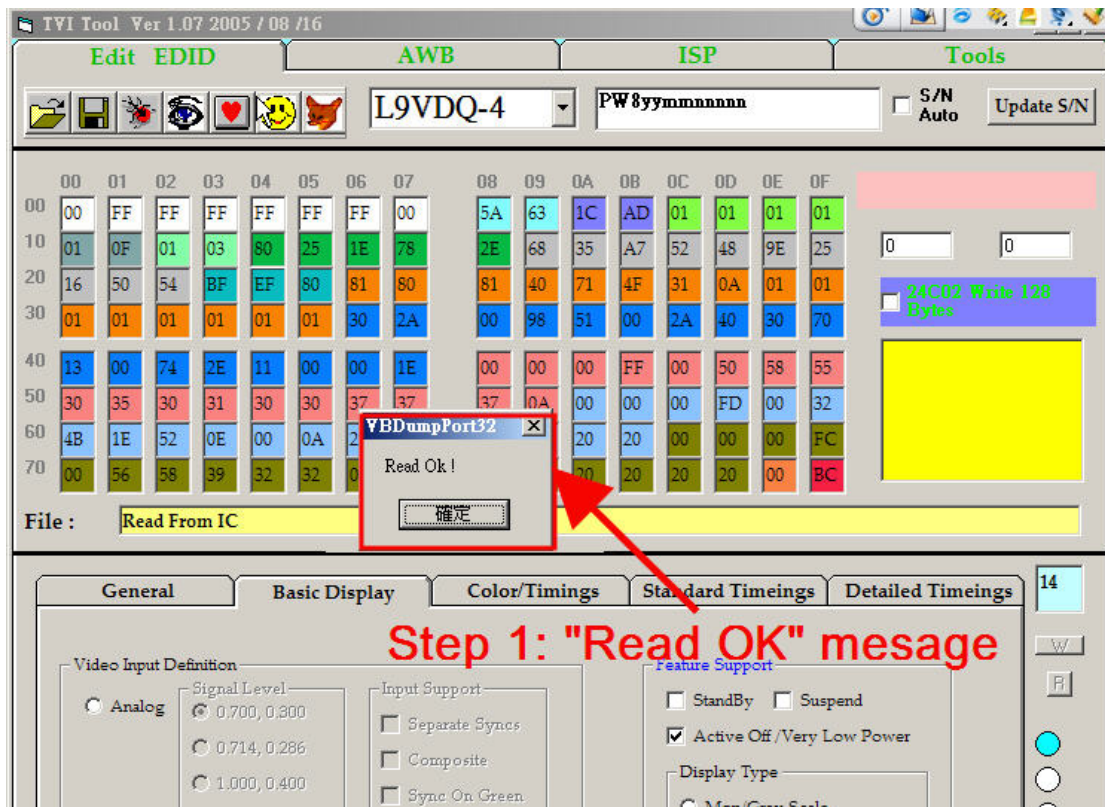 TVI Tool Ver 1.07 2005 / 08 /16
Edit EDID AWB ISP Tools
L9VDQ-4 PW8yymmnnnnn S/N Auto Update S/N
00 01 02 03 04 05 06 07 08 09 0A 0B 0C 0D 0E 0F
00 00 FF FF FF FF FF FF 00 5A 63 1C AD 01 01 01 01
10 01 0F 01 03 80 25 1E 78 2E 68 35 A7 52 48 9E 25 0 0
20 16 50 54 BF EF 80 81 80 81 40 71 4F 31 0A 01 01
24C02 Write 128 Bytes
30 01 01 01 01 01 01 30 2A 00 98 51 00 2A 40 30 70
40 13 00 74 2E 11 00 00 1E 00 00 00 FF 00 50 58 55
50 30 35 30 31 30 30 37 37 37 0A 00 00 00 FD 00 32
60 4B 1E 52 0E 00 0A 20 20 00 00 00 FC
70 00 56 58 39 32 32 20 20 20 20 00 BC
VBDumpPort32
Read Ok !
確定
File : Read From IC
General Basic Display Color/Timings Standard Timeings Detailed Timeings 14
Step 1: "Read OK" mesage
W
R
Video Input Definition
Analog
Signal Level
0.700, 0.300
0.714, 0.286
1.000, 0.400
Input Support
Separate Syncs
Composite
Sync On Green
Feature Support
StandBy Suspend
Active Off /Very Low Power
Display Type